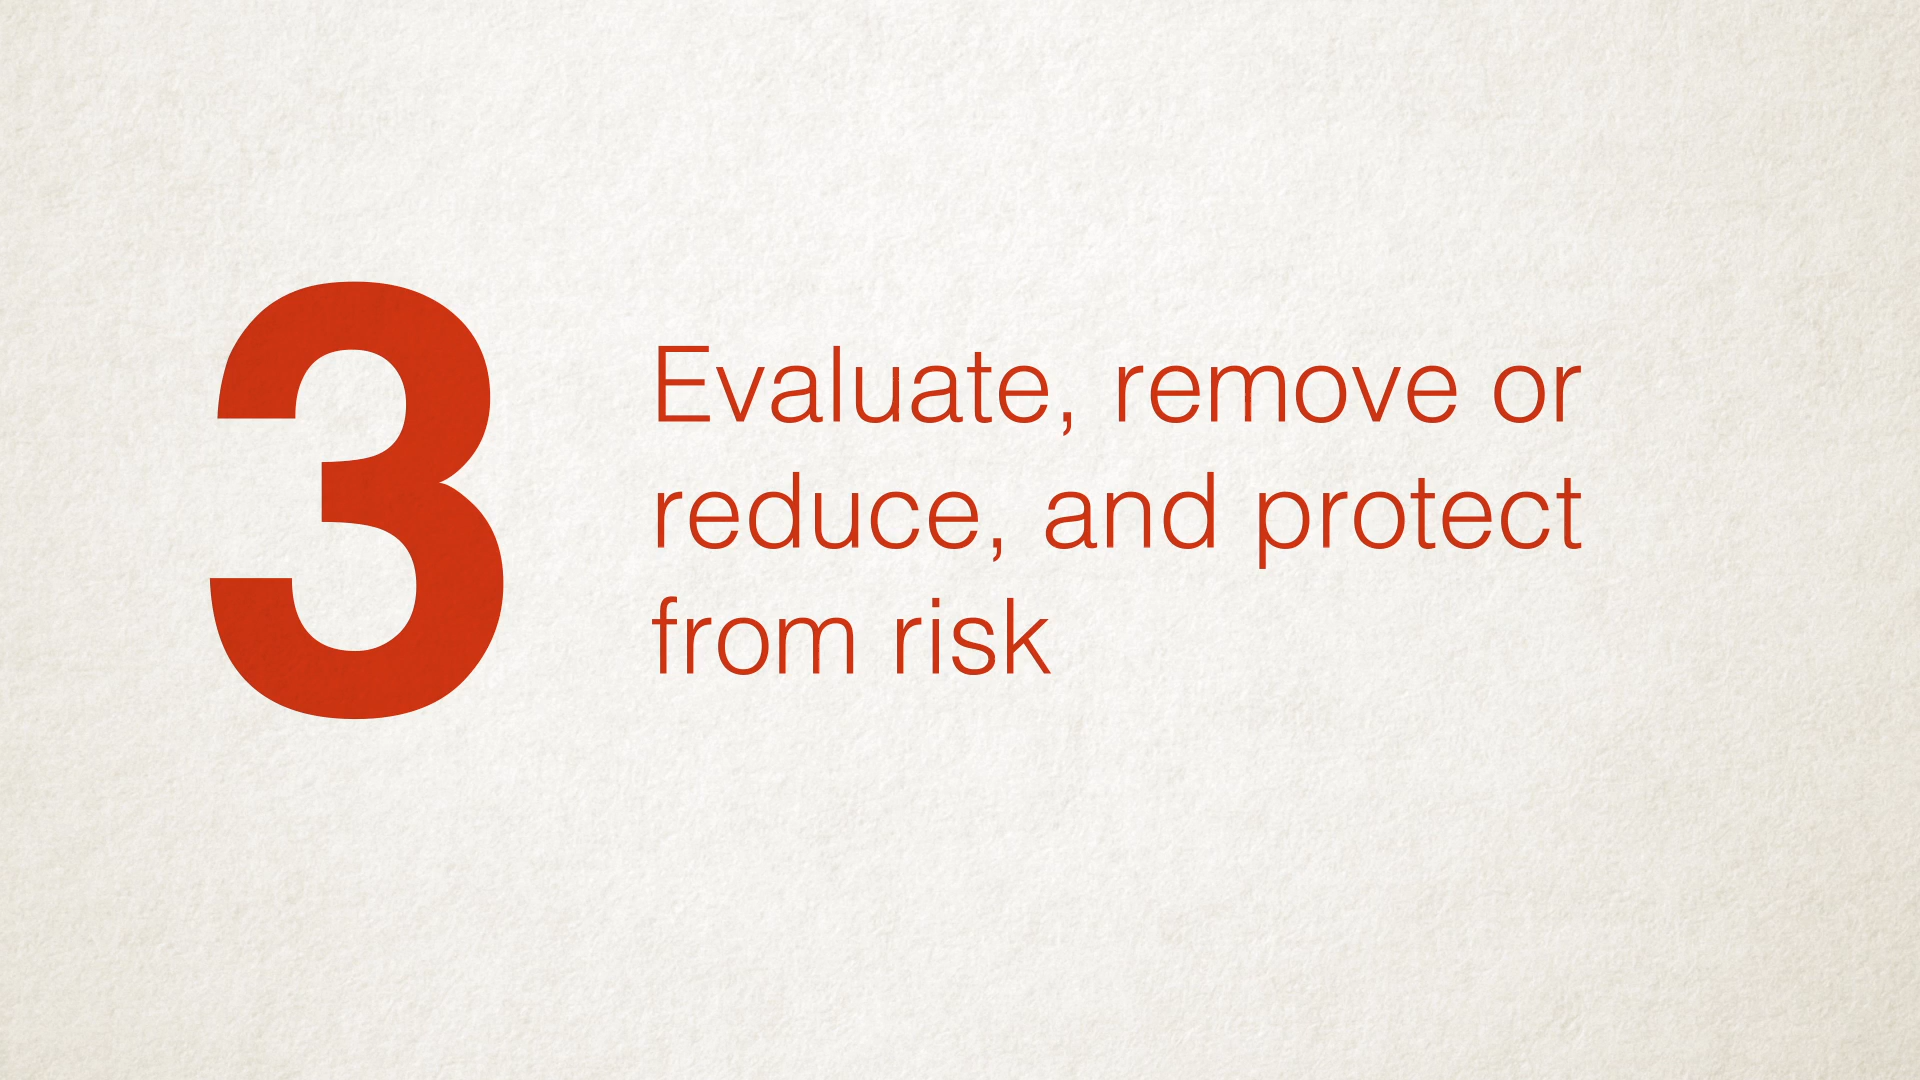 3
Evaluate, remove or
reduce, and protect
from risk